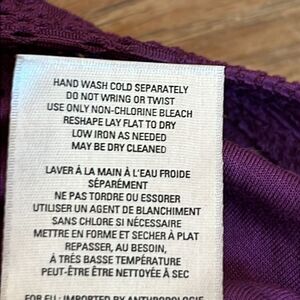 HAND WASH COLD SEPARATELY
DO NOT WRING OR TWIST
USE ONLY NON-CHLORINE BLEACH
RESHAPE LAY FLAT TO DRY
LOW IRON AS NEEDED
MAY BE DRY CLEANED
LAVER À LA MAIN À L'EAU FROIDE
SÉPARÉMENT
NE PAS TORDRE OU ESSORER
UTILISER UN AGENT DE BLANCHIMENT
SANS CHLORE SI NÉCESSAIRE
METTRE EN FORME ET SECHER À PLAT
REPASSER, AU BESOIN,
À TRÈS BASSE TEMPÉRATURE
PEUT-ÊTRE ÊTRE NETTOYÉE À SEC
FOR EU: IMPORTED BY ANTHROPOLOGIE